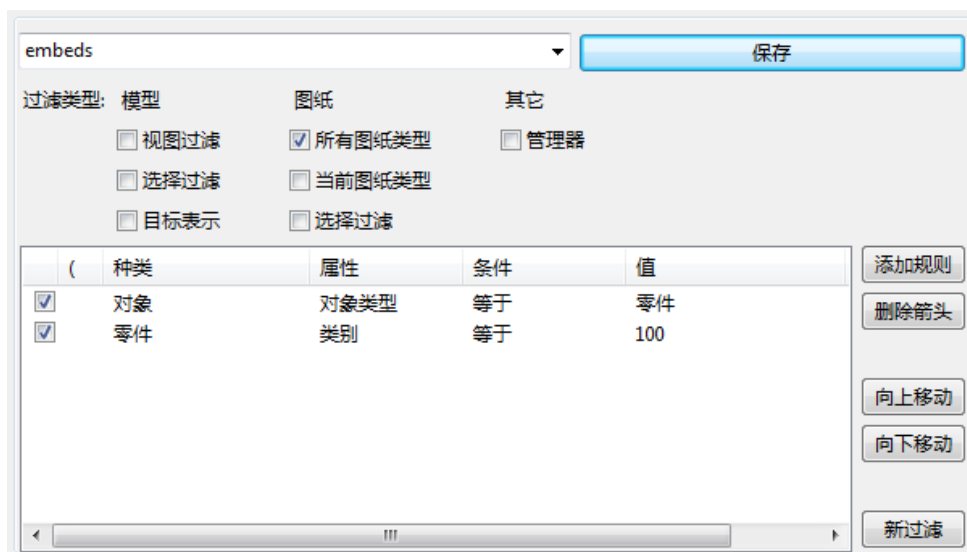 embeds 保存
过滤类型: 模型 图纸 其它
视图过滤 所有图纸类型 管理器
选择过滤 当前图纸类型
目标表示 选择过滤
( 种类 属性 条件 值 添加规则
对象 对象类型 等于 零件 删除箭头
零件 类别 等于 100
向上移动
向下移动
新过滤